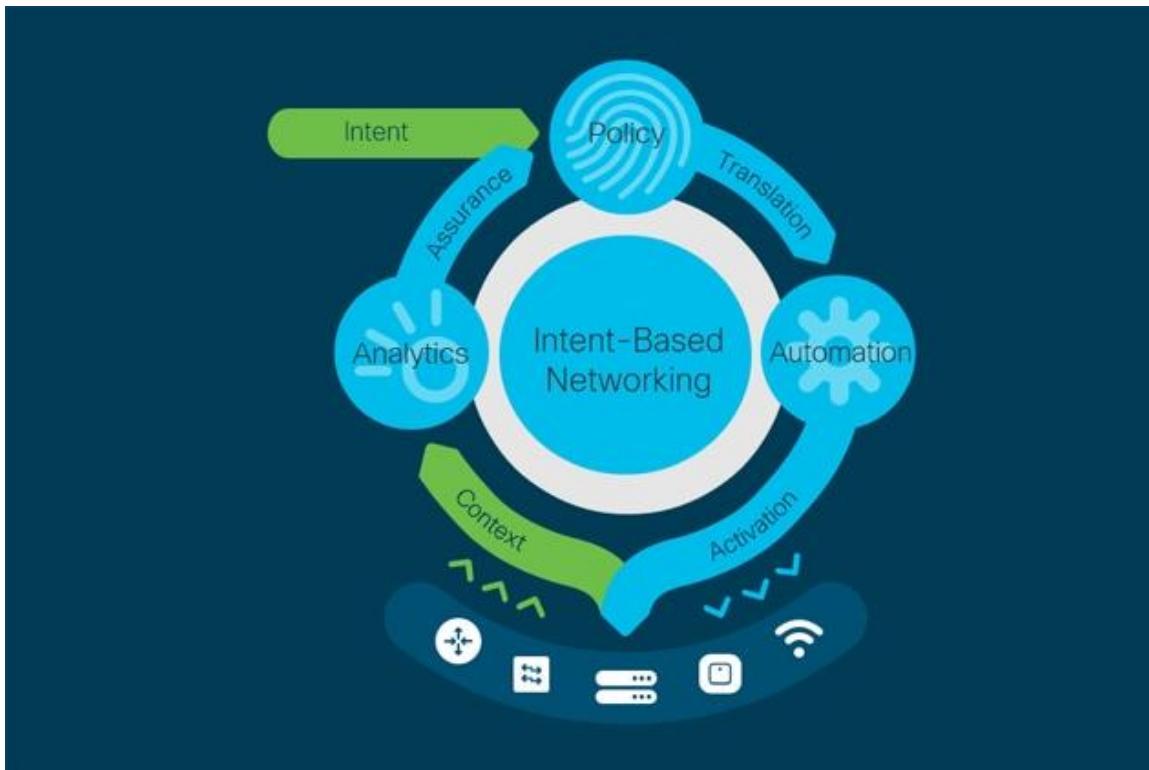 Intent
Policy
Translation
Assurance
Intent-Based
Networking
Analytics
Automation
Context
Activation